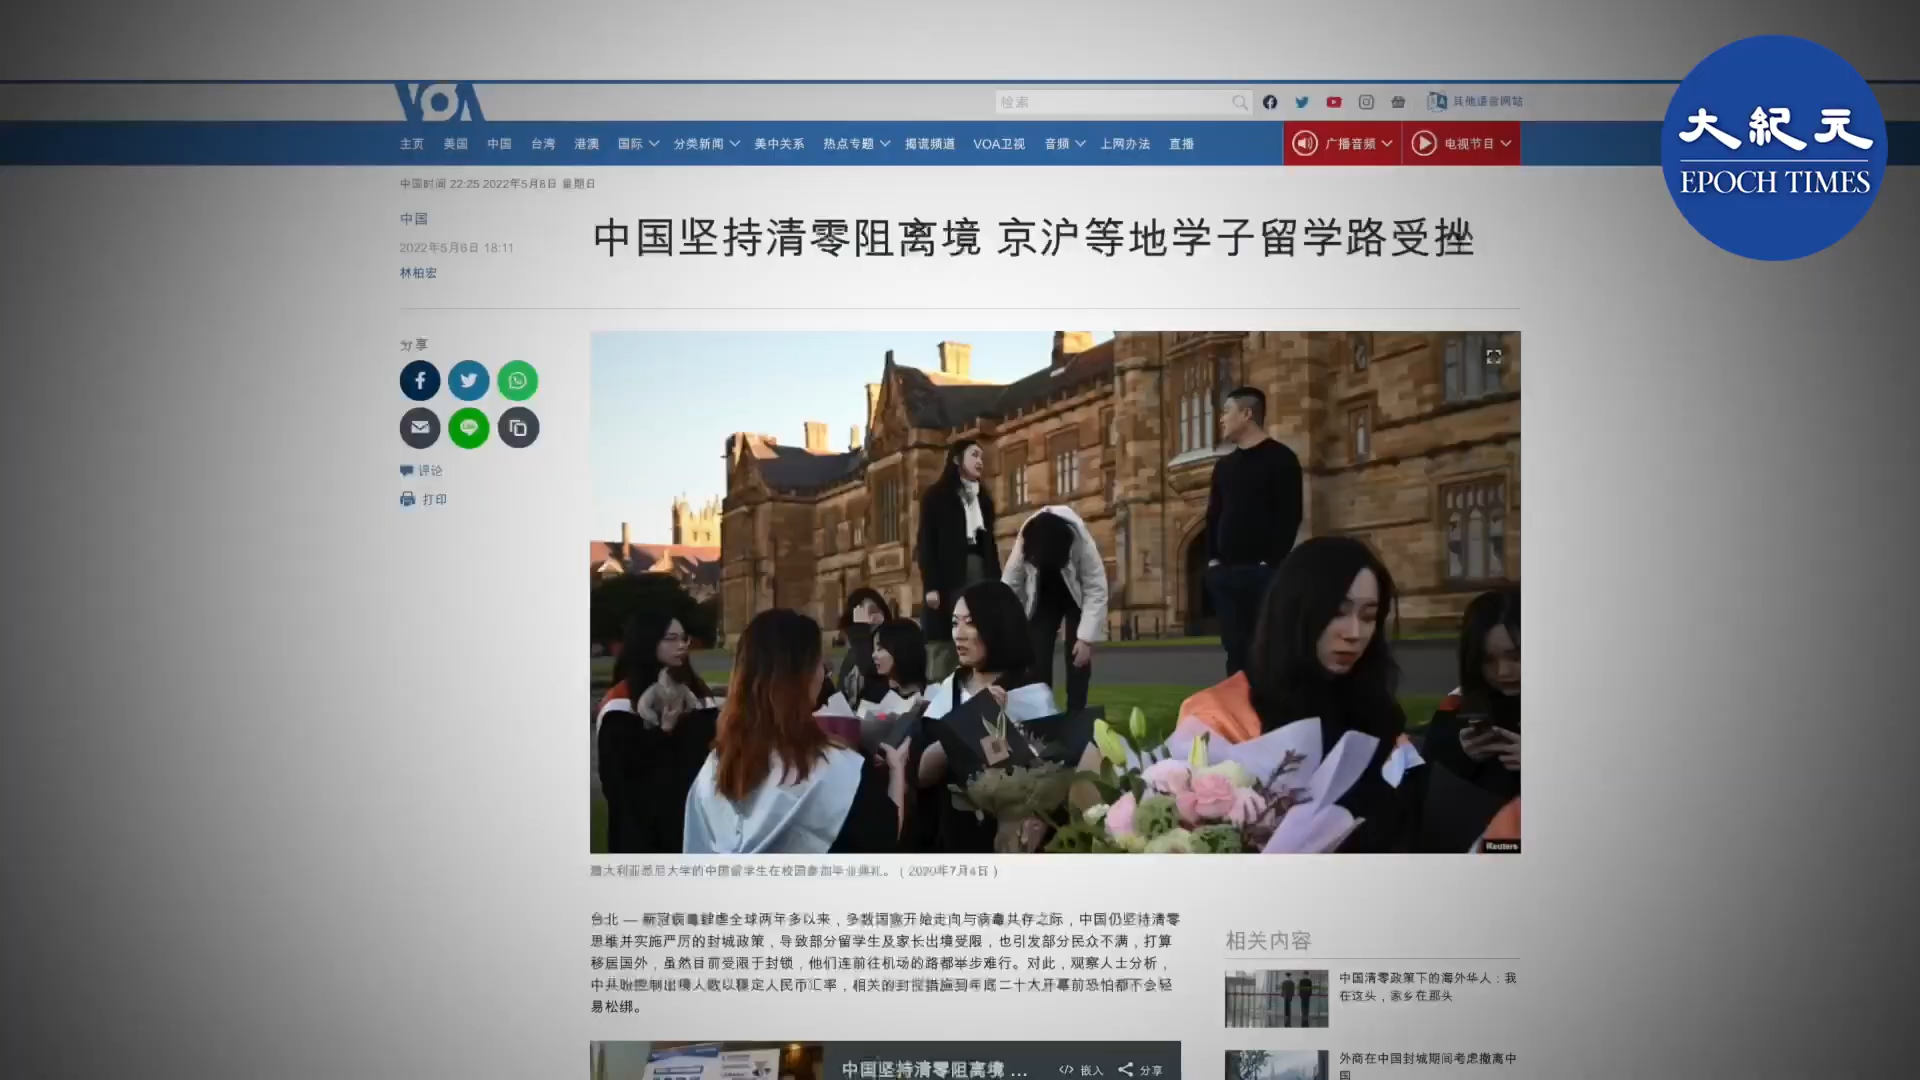 大紀元
EPOCH TIMES
VOA
检索
其他语言网站
主页 美国 中国 台湾 港澳 国际 分类新闻 美中关系 热点专题 揭谎频道 VOA卫视 音频 上网办法 直播
广播音频 电视节目
中国时间 22:25 2022年5月8日 星期日
中国
2022年5月6日 18:11
林柏宏
中国坚持清零阻离境 京沪等地学子留学路受挫
分享
评论
打印
Reuters
澳大利亚悉尼大学的中国留学生在校园参加毕业典礼。（2020年7月4日）
台北 — 新冠病毒肆虐全球两年多以来，多数国家开始走向与病毒共存之际，中国仍坚持清零
思维并实施严厉的封城政策，导致部分留学生及家长出境受限，也引发部分民众不满，打算
移居国外，虽然目前受限于封锁，他们连前往机场的路都举步难行。对此，观察人士分析，
中共盼控制出境人数以稳定人民币汇率，相关的封控措施到年底二十大开幕前恐怕都不会轻
易松绑。
相关内容
中国清零政策下的海外华人：我
在这头，家乡在那头
外商在中国封城期间考虑撤离中
国
中国坚持清零阻离境 ...
嵌入 分享